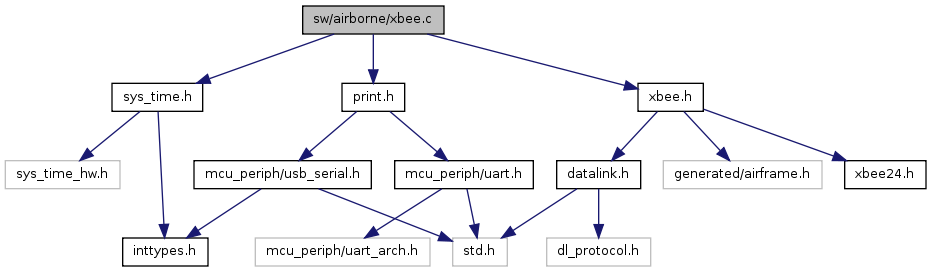 sw/airborne/xbee.c
sys_time.h
print.h
xbee.h
sys_time_hw.h
mcu_periph/usb_serial.h
mcu_periph/uart.h
datalink.h
generated/airframe.h
xbee24.h
inttypes.h
mcu_periph/uart_arch.h
std.h
dl_protocol.h